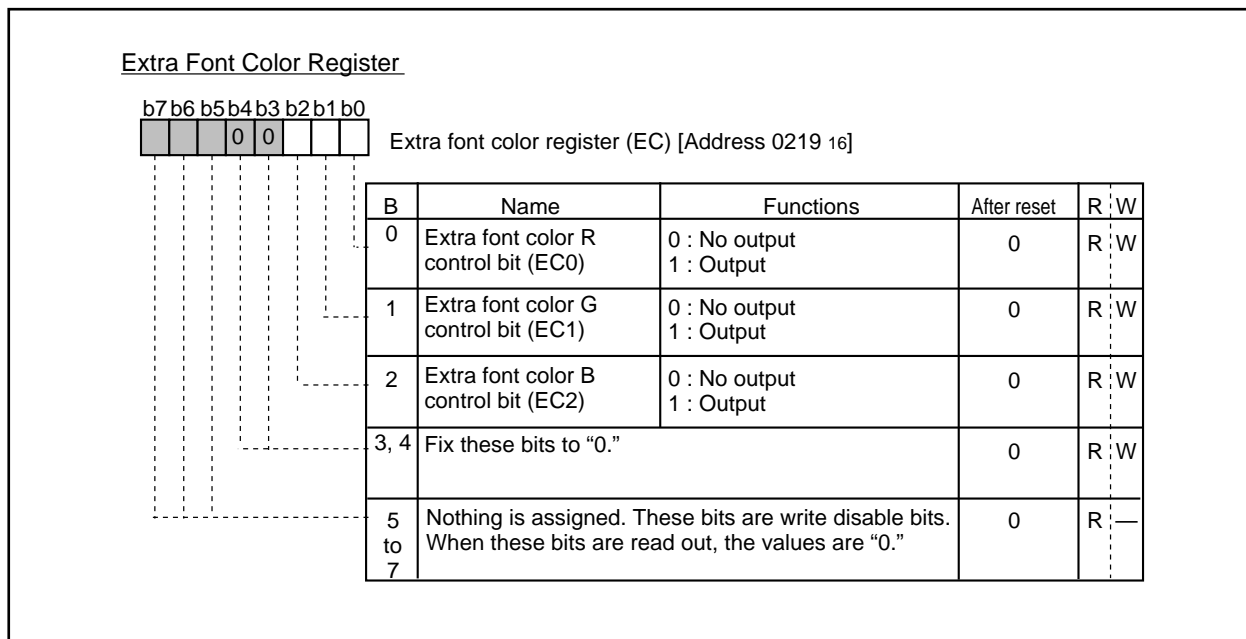 Extra Font Color Register
b7 b6 b5 b4 b3 b2 b1 b0
0 0
Extra font color register (EC) [Address 0219 16]
B Name Functions After reset R W
0 Extra font color R control bit (EC0) 0 : No output 1 : Output 0 R W
1 Extra font color G control bit (EC1) 0 : No output 1 : Output 0 R W
2 Extra font color B control bit (EC2) 0 : No output 1 : Output 0 R W
3, 4 Fix these bits to “0.” 0 R W
5 to 7 Nothing is assigned. These bits are write disable bits. When these bits are read out, the values are “0.” 0 R —